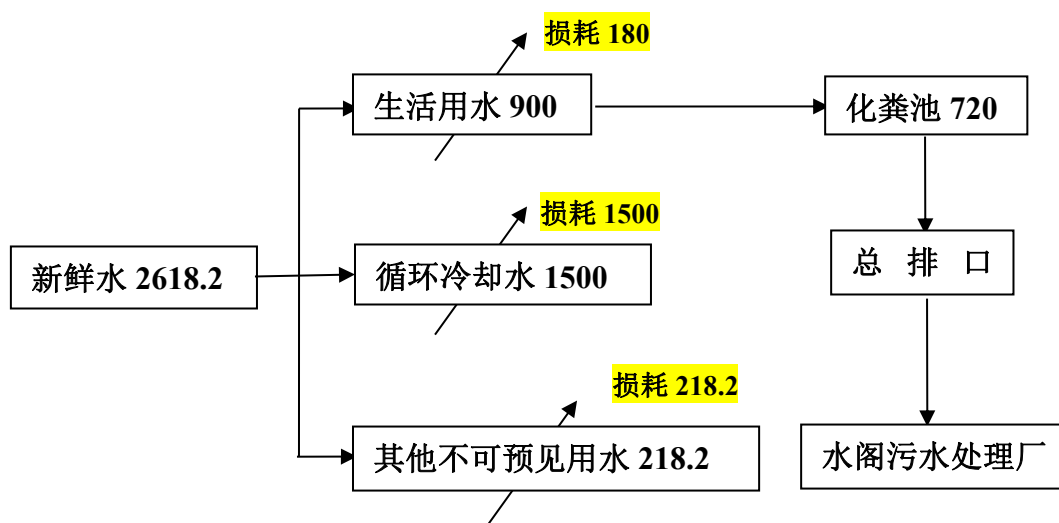 损耗 180
生活用水 900
化粪池 720
损耗 1500
新鲜水 2618.2
循环冷却水 1500
总 排 口
损耗 218.2
其他不可预见用水 218.2
水阁污水处理厂